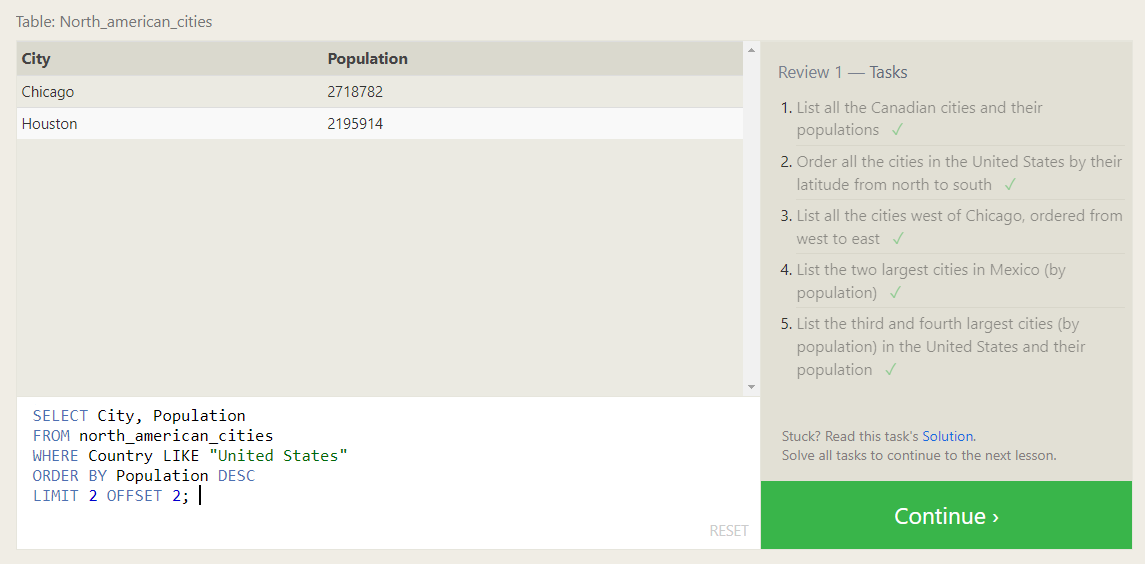 Table: North_american_cities
City Population
Chicago 2718782
Houston 2195914
SELECT City, Population
FROM north_american_cities
WHERE Country LIKE "United States"
ORDER BY Population DESC
LIMIT 2 OFFSET 2;
RESET
Review 1 — Tasks
1. List all the Canadian cities and their
populations ✓
2. Order all the cities in the United States by their
latitude from north to south ✓
3. List all the cities west of Chicago, ordered from
west to east ✓
4. List the two largest cities in Mexico (by
population) ✓
5. List the third and fourth largest cities (by
population) in the United States and their
population ✓
Stuck? Read this task's Solution.
Solve all tasks to continue to the next lesson.
Continue ›